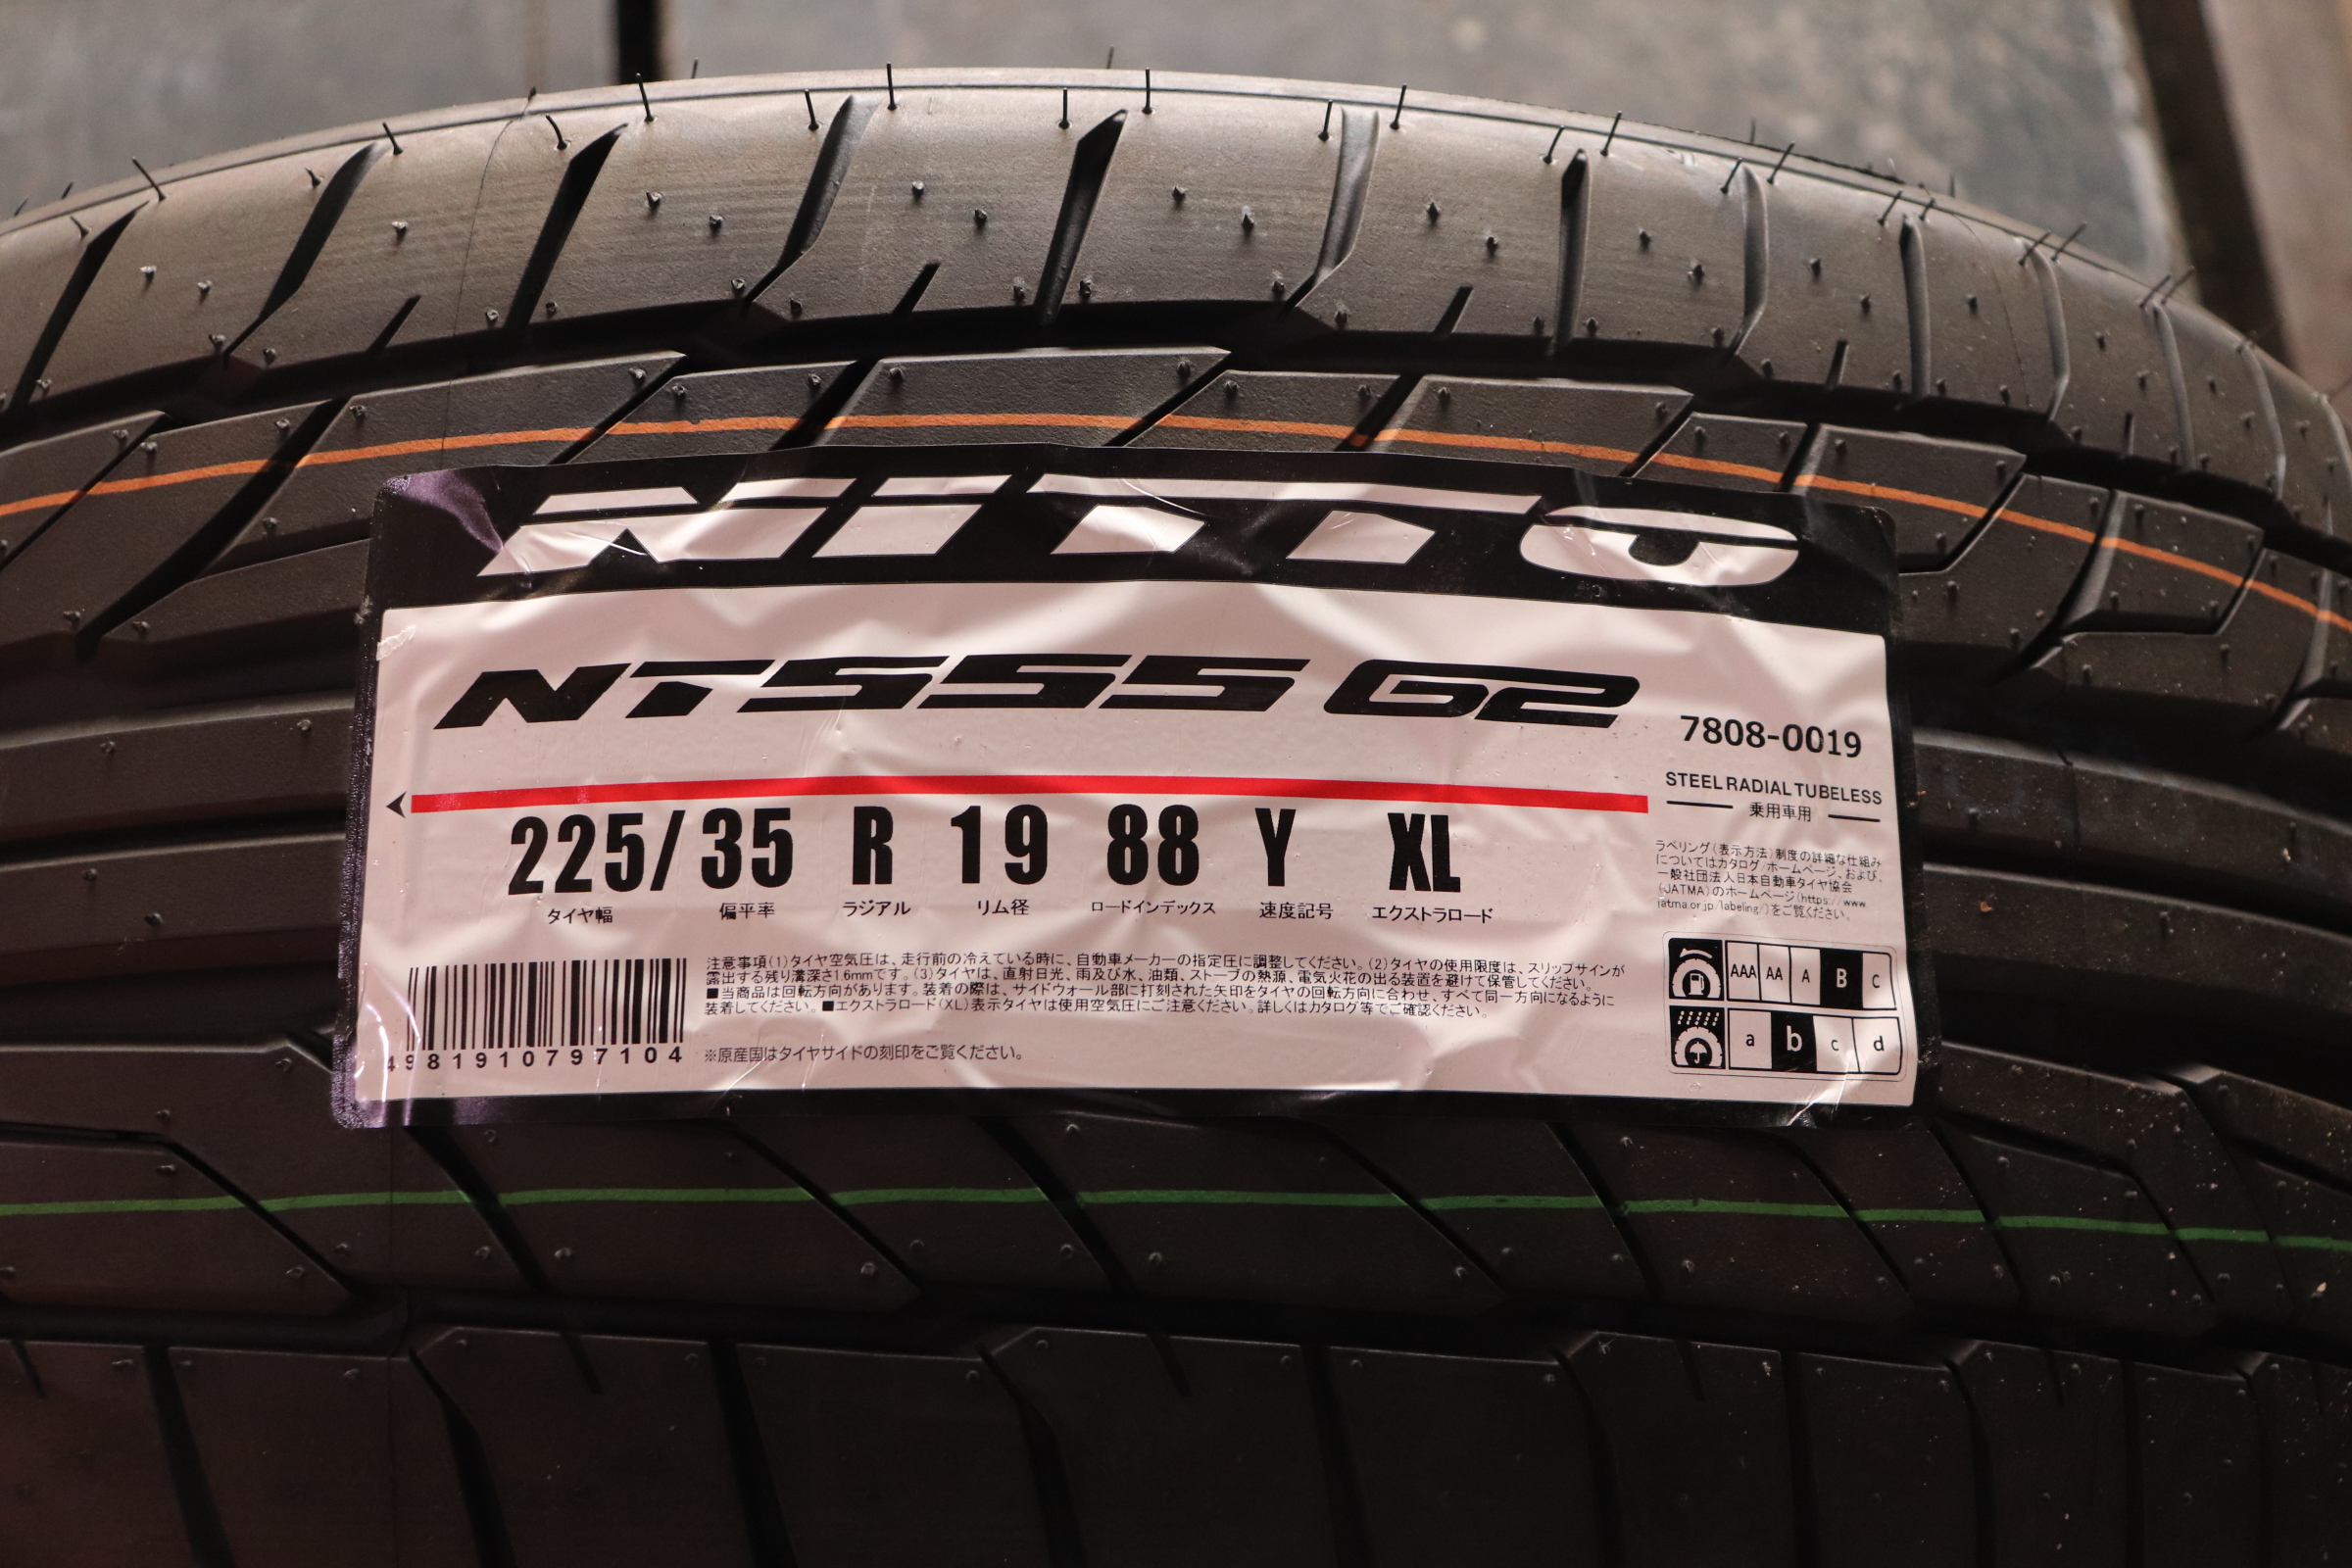 NITTO
NT555 G2
7808-0019
STEEL RADIAL TUBELESS
乗用車用
225/35 R 19 88 Y XL
タイヤ幅 偏平率 ラジアル リム径 ロードインデックス 速度記号 エクストラロード
ラベリング(表示方法)制度の詳細な仕組み
についてはカタログ/ホームページ、および、
一般社団法人日本自動車タイヤ協会
(JATMA)のホームページ(https://www
jatma.or.jp/labeling/)をご覧ください。
注意事項(1)タイヤ空気圧は、走行前の冷えている時に、自動車メーカーの指定圧に調整してください。(2)タイヤの使用限度は、スリップサインが
露出する残り溝深さ1.6mmです。(3)タイヤは、直射日光、雨及び水、油類、ストーブの熱源、電気火花の出る装置を避けて保管してください。
■当商品は回転方向があります。装着の際は、サイドウォール部に打刻された矢印をタイヤの回転方向に合わせ、すべて同一方向になるように
装着してください。■エクストラロード(XL)表示タイヤは使用空気圧にご注意ください。詳しくはカタログ等でご確認ください。
※原産国はタイヤサイドの刻印をご覧ください。
4981910797104
AAA AA A B C
a b c d